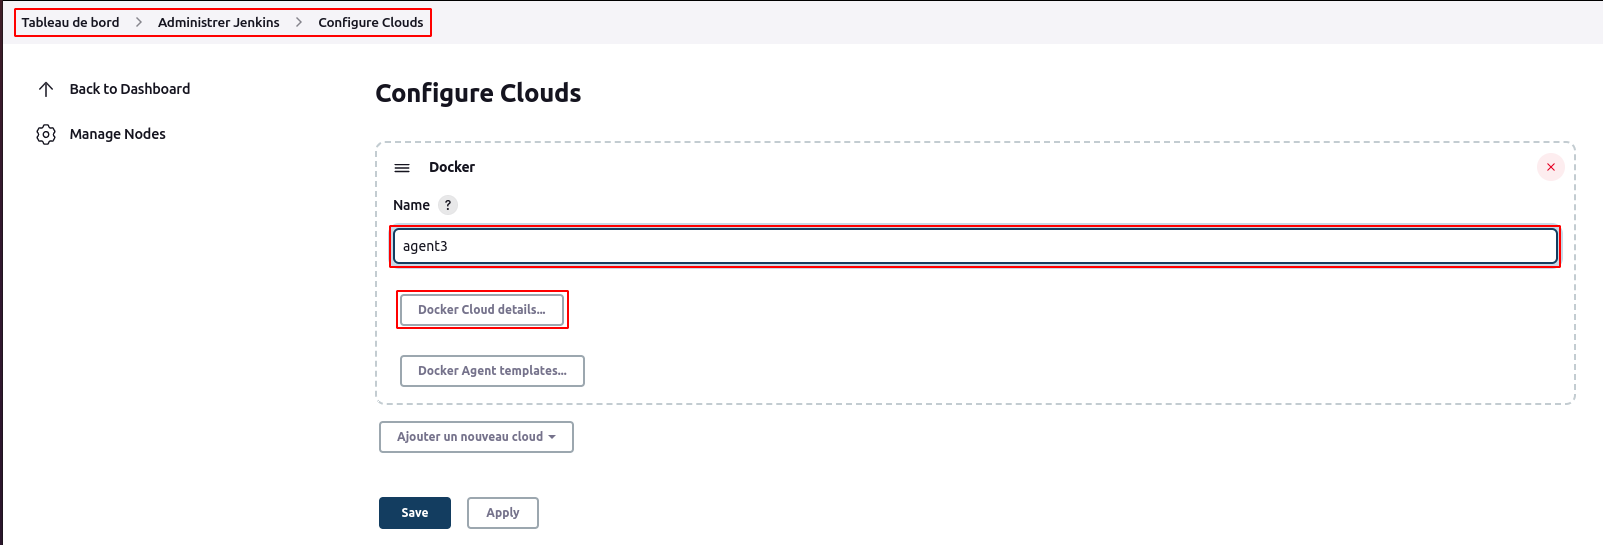 Tableau de bord > Administrer Jenkins > Configure Clouds
Back to Dashboard
Manage Nodes
Configure Clouds
Docker
Name ?
agent3
Docker Cloud details...
Docker Agent templates...
Ajouter un nouveau cloud
Save Apply